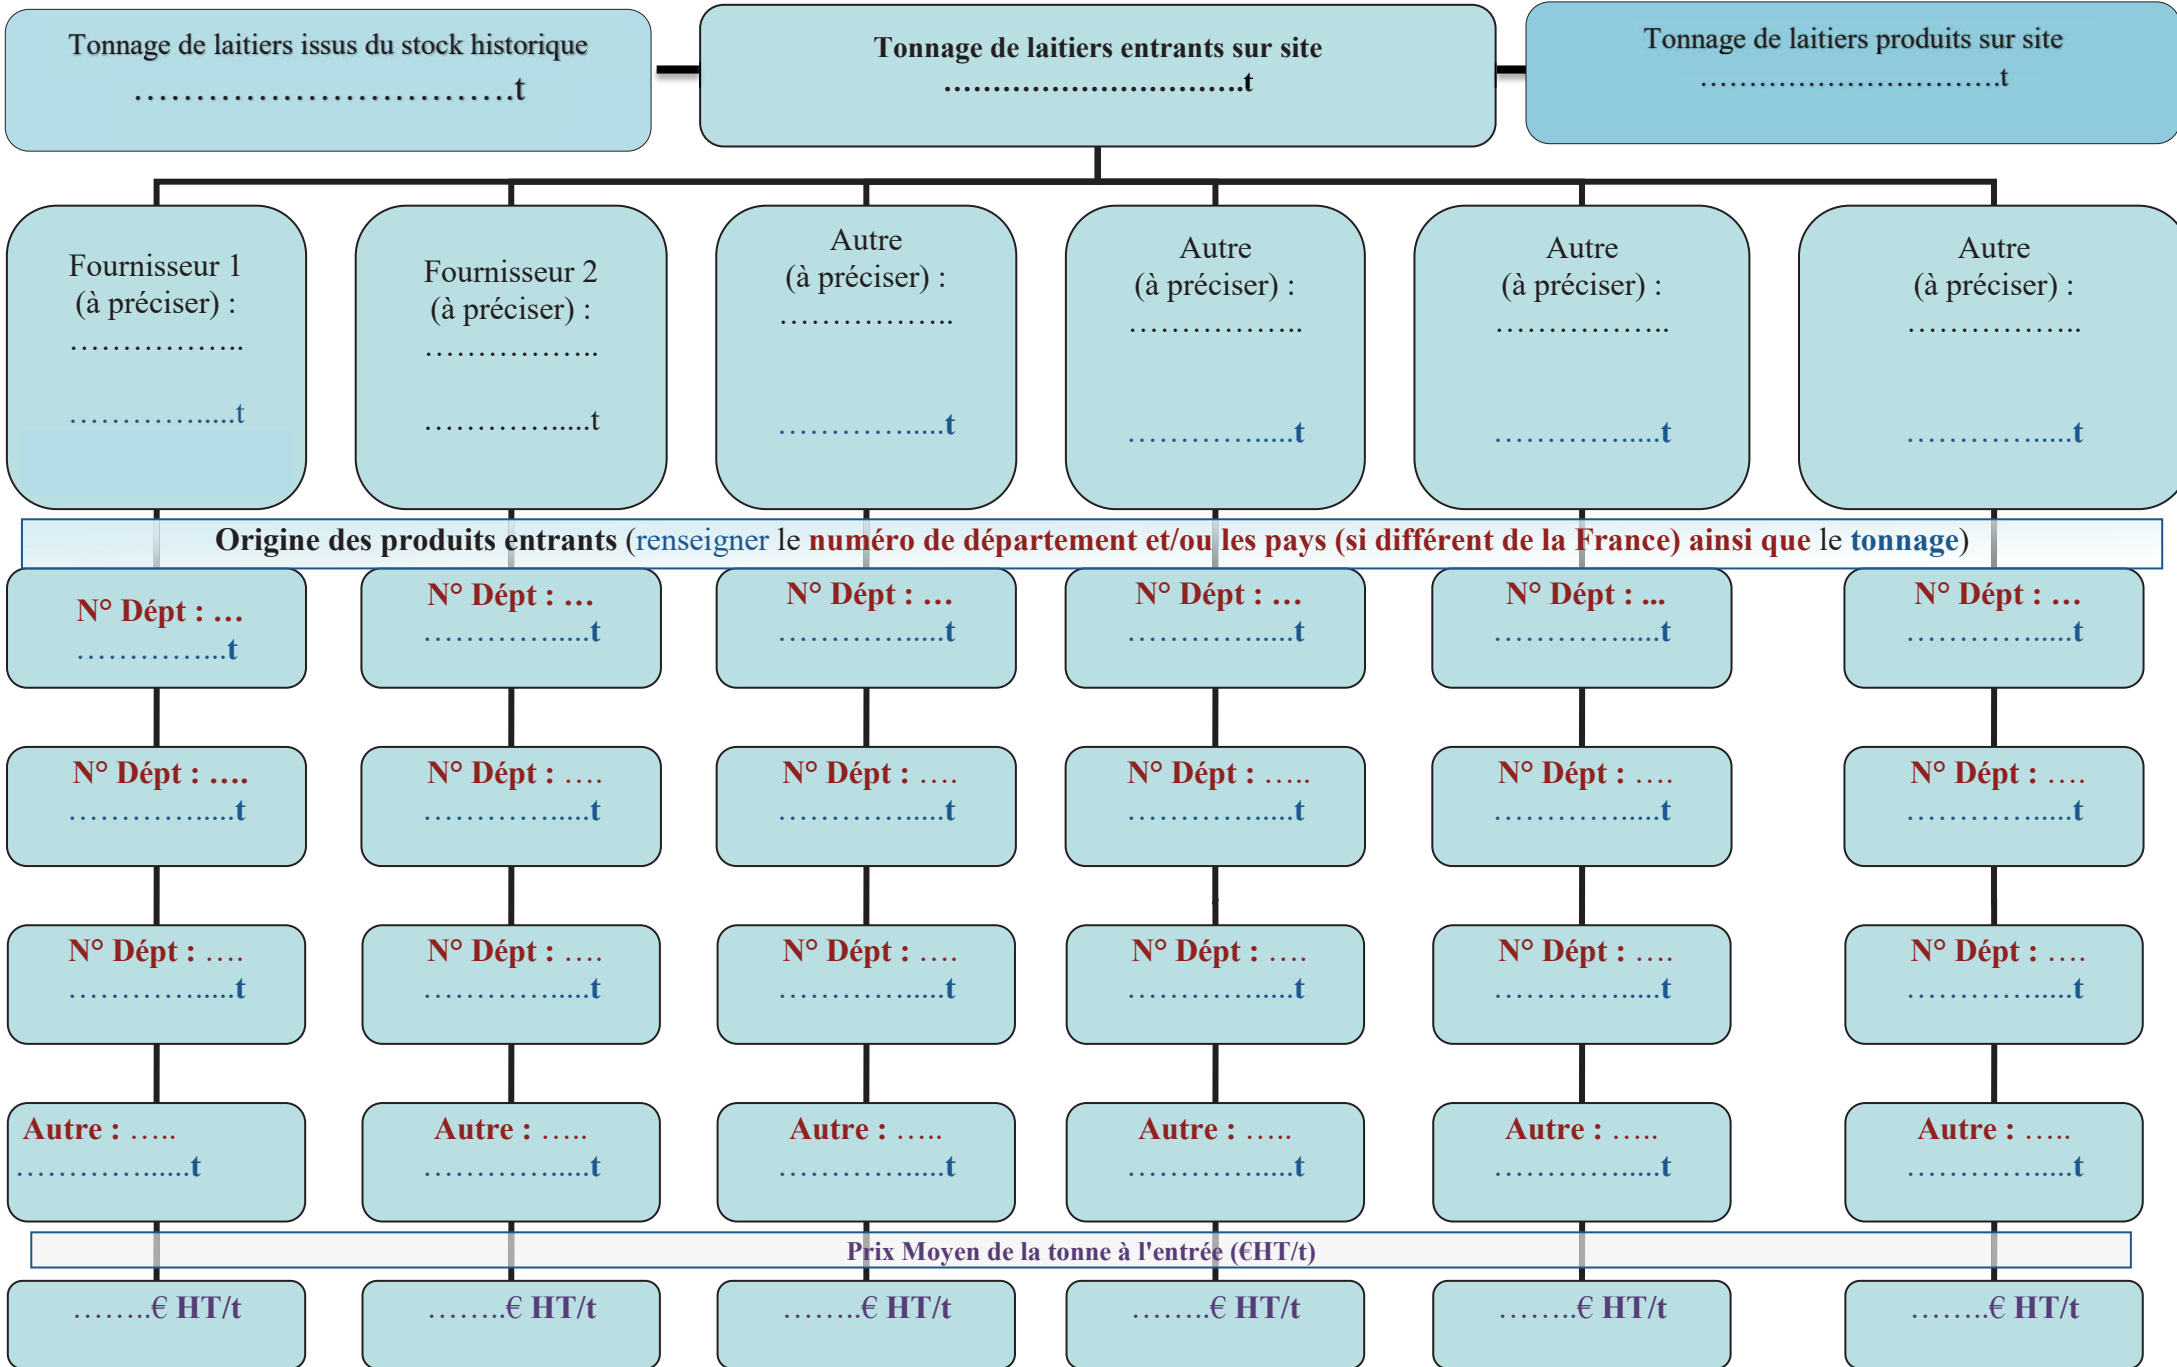 Tonnage de laitiers issus du stock historique
…………………………….t
Tonnage de laitiers entrants sur site
………………………….t
Tonnage de laitiers produits sur site
………………………….t
Fournisseur 1
(à préciser) :
……………..
………….....t
Fournisseur 2
(à préciser) :
……………..
………….....t
Autre
(à préciser) :
……………..
………….....t
Autre
(à préciser) :
……………..
………….....t
Autre
(à préciser) :
……………..
………….....t
Autre
(à préciser) :
……………..
………….....t
Origine des produits entrants (renseigner le numéro de département et/ou les pays (si différent de la France) ainsi que le tonnage)
N° Dépt : …
…………...t
N° Dépt : …
………….....t
N° Dépt : …
………….....t
N° Dépt : …
………….....t
N° Dépt : ...
………….....t
N° Dépt : …
………….....t
N° Dépt : ….
………….....t
N° Dépt : ….
………….....t
N° Dépt : ….
………….....t
N° Dépt : …..
………….....t
N° Dépt : ….
………….....t
N° Dépt : ….
………….....t
N° Dépt : ….
………….....t
N° Dépt : ….
………….....t
N° Dépt : ….
………….....t
N° Dépt : ….
………….....t
N° Dépt : ….
………….....t
N° Dépt : ….
………….....t
Autre : …..
…………......t
Autre : …..
………….....t
Autre : …..
………….....t
Autre : …..
………….....t
Autre : …..
………….....t
Autre : …..
………….....t
Prix Moyen de la tonne à l'entrée (€HT/t)
……..€ HT/t
……..€ HT/t
……..€ HT/t
……..€ HT/t
……..€ HT/t
……..€ HT/t